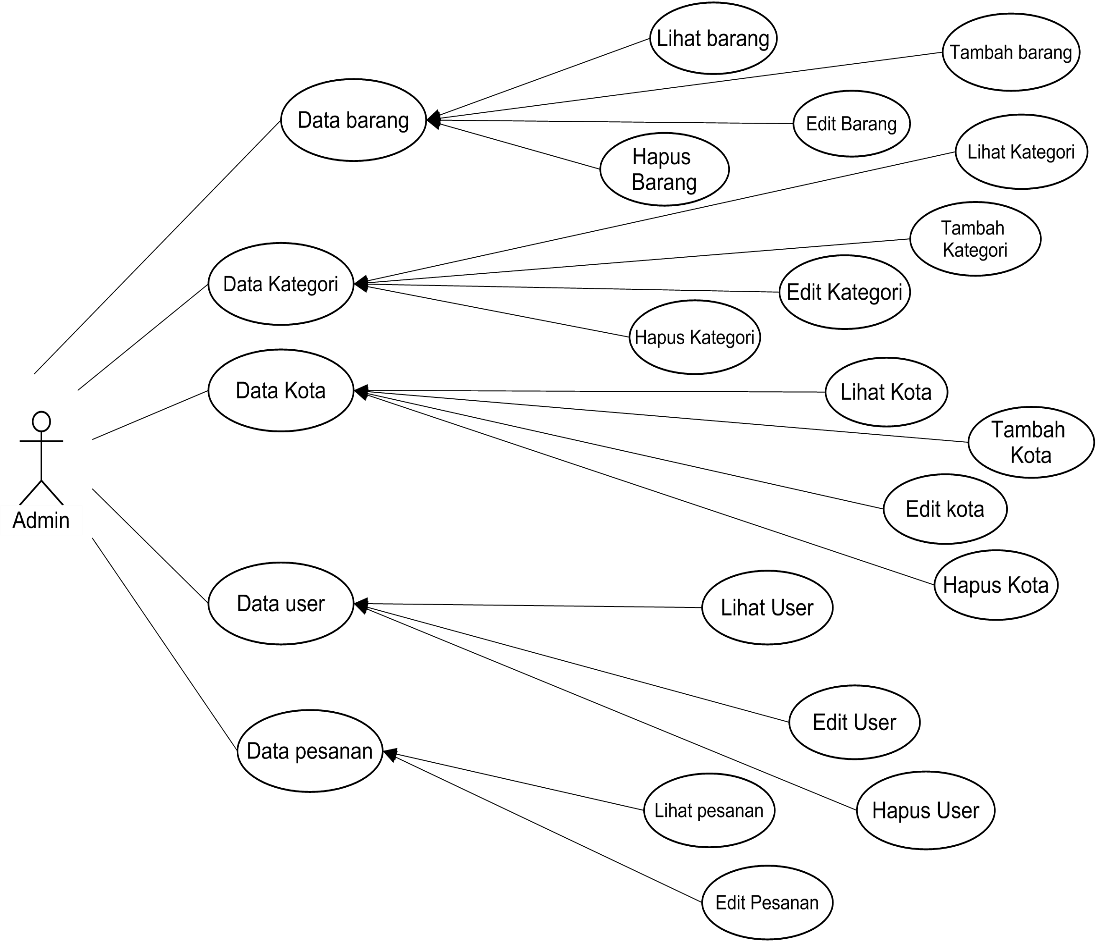 Lihat barang
Tambah barang
Data barang
Edit Barang
Hapus
Barang
Lihat Kategori
Tambah
Kategori
Data Kategori
Edit Kategori
Hapus Kategori
Data Kota
Lihat Kota
Tambah
Kota
Edit kota
Admin
Hapus Kota
Data user
Lihat User
Edit User
Data pesanan
Lihat pesanan
Hapus User
Edit Pesanan